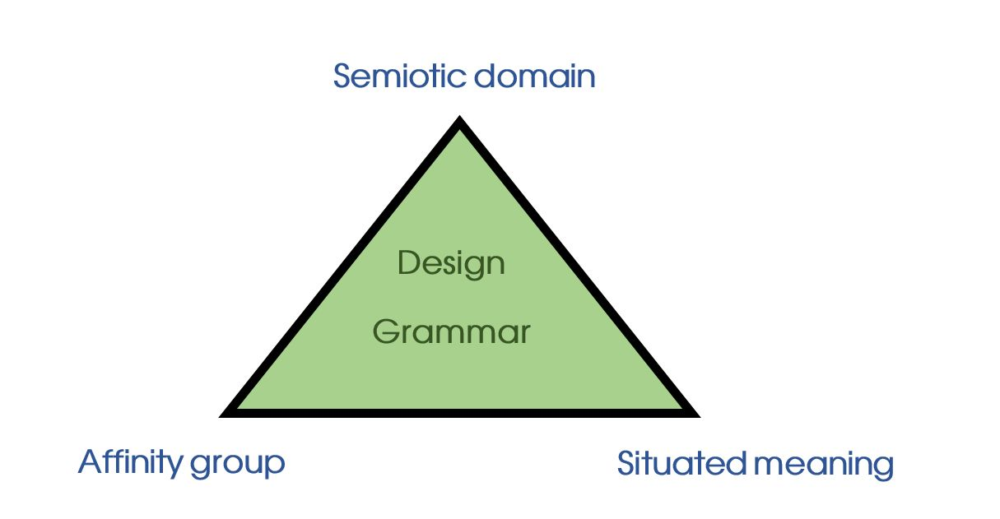 Semiotic domain
Design
Grammar
Affinity group
Situated meaning